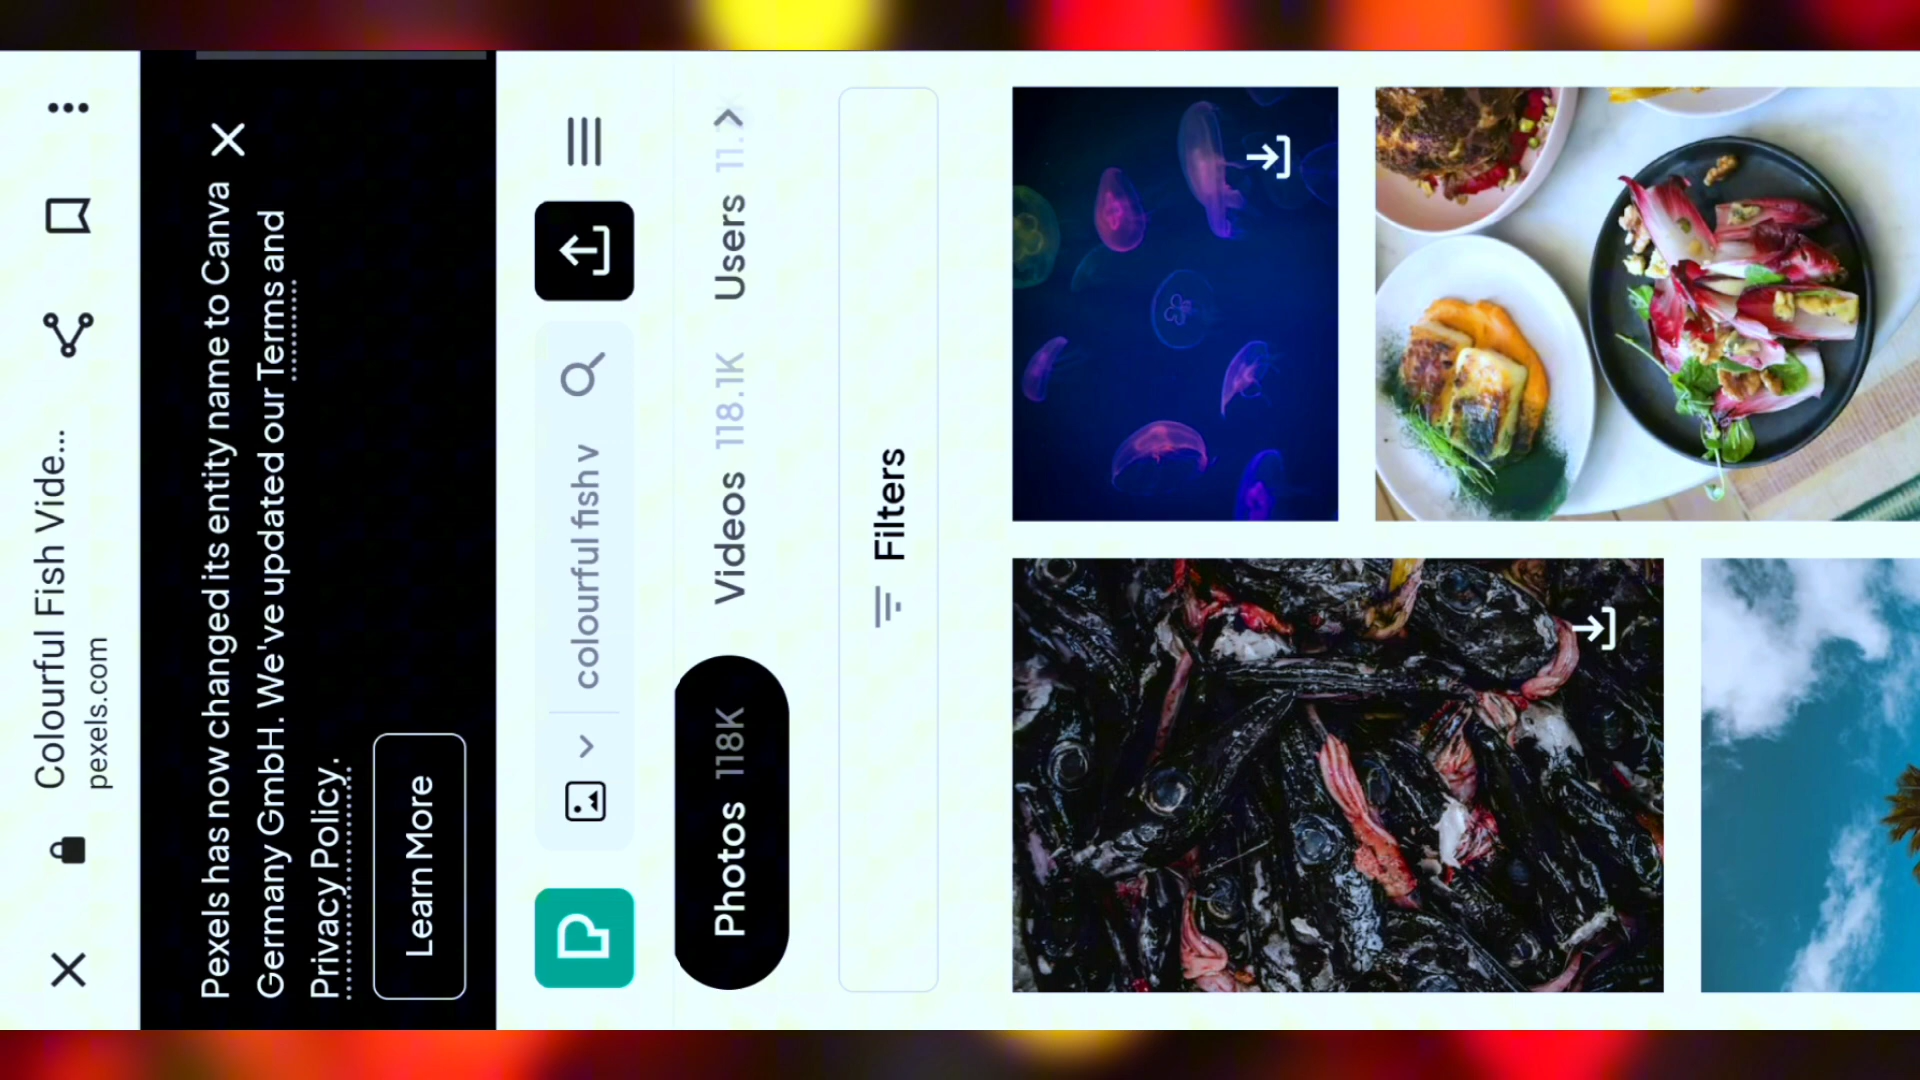 Colourful Fish Vide...
pexels.com
Pexels has now changed its entity name to Canva
Germany GmbH. We've updated our Terms and
Privacy Policy.
Learn More
colourful fish v
Photos 118K Videos 118.1K Users 11.
Filters